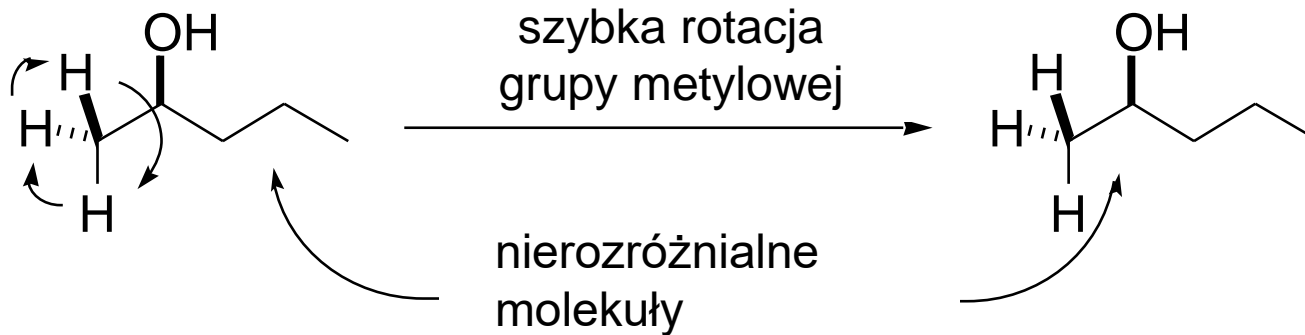 OH
H
H
H
szybka rotacja
grupy metylowej
OH
H
H
H
nierozróżnialne
molekuły